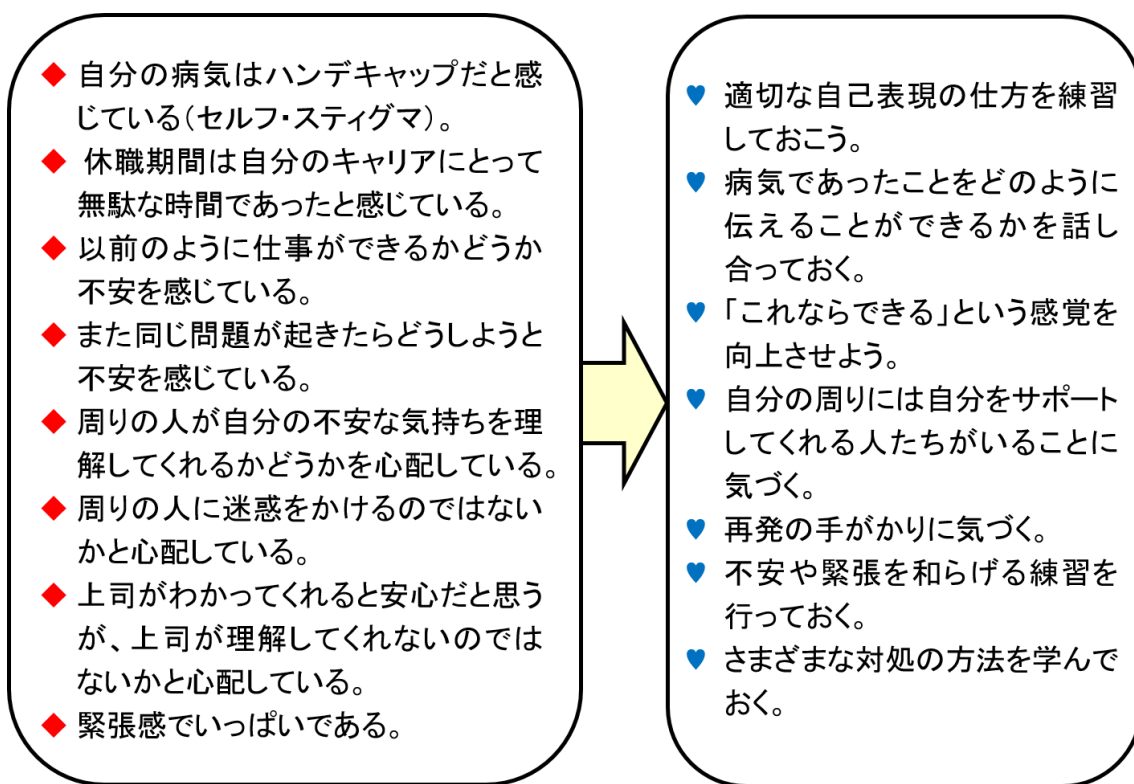 ◆ 自分の病気はハンデキャップだと感
じている(セルフ・スティグマ)。
◆ 休職期間は自分のキャリアにとって
無駄な時間であったと感じている。
◆ 以前のように仕事ができるかどうか
不安を感じている。
◆ また同じ問題が起きたらどうしようと
不安を感じている。
◆ 周りの人が自分の不安な気持ちを理
解してくれるかどうかを心配している。
◆ 周りの人に迷惑をかけるのではない
かと心配している。
◆ 上司がわかってくれると安心だと思う
が、上司が理解してくれないのでは
ないかと心配している。
◆ 緊張感でいっぱいである。
♥ 適切な自己表現の仕方を練習
しておこう。
♥ 病気であったことをどのように
伝えることができるかを話し
合っておく。
♥ 「これならできる」という感覚を
向上させよう。
♥ 自分の周りには自分をサポート
してくれる人たちがいることに
気づく。
♥ 再発の手がかりに気づく。
♥ 不安や緊張を和らげる練習を
行っておく。
♥ さまざまな対処の方法を学んで
おく。